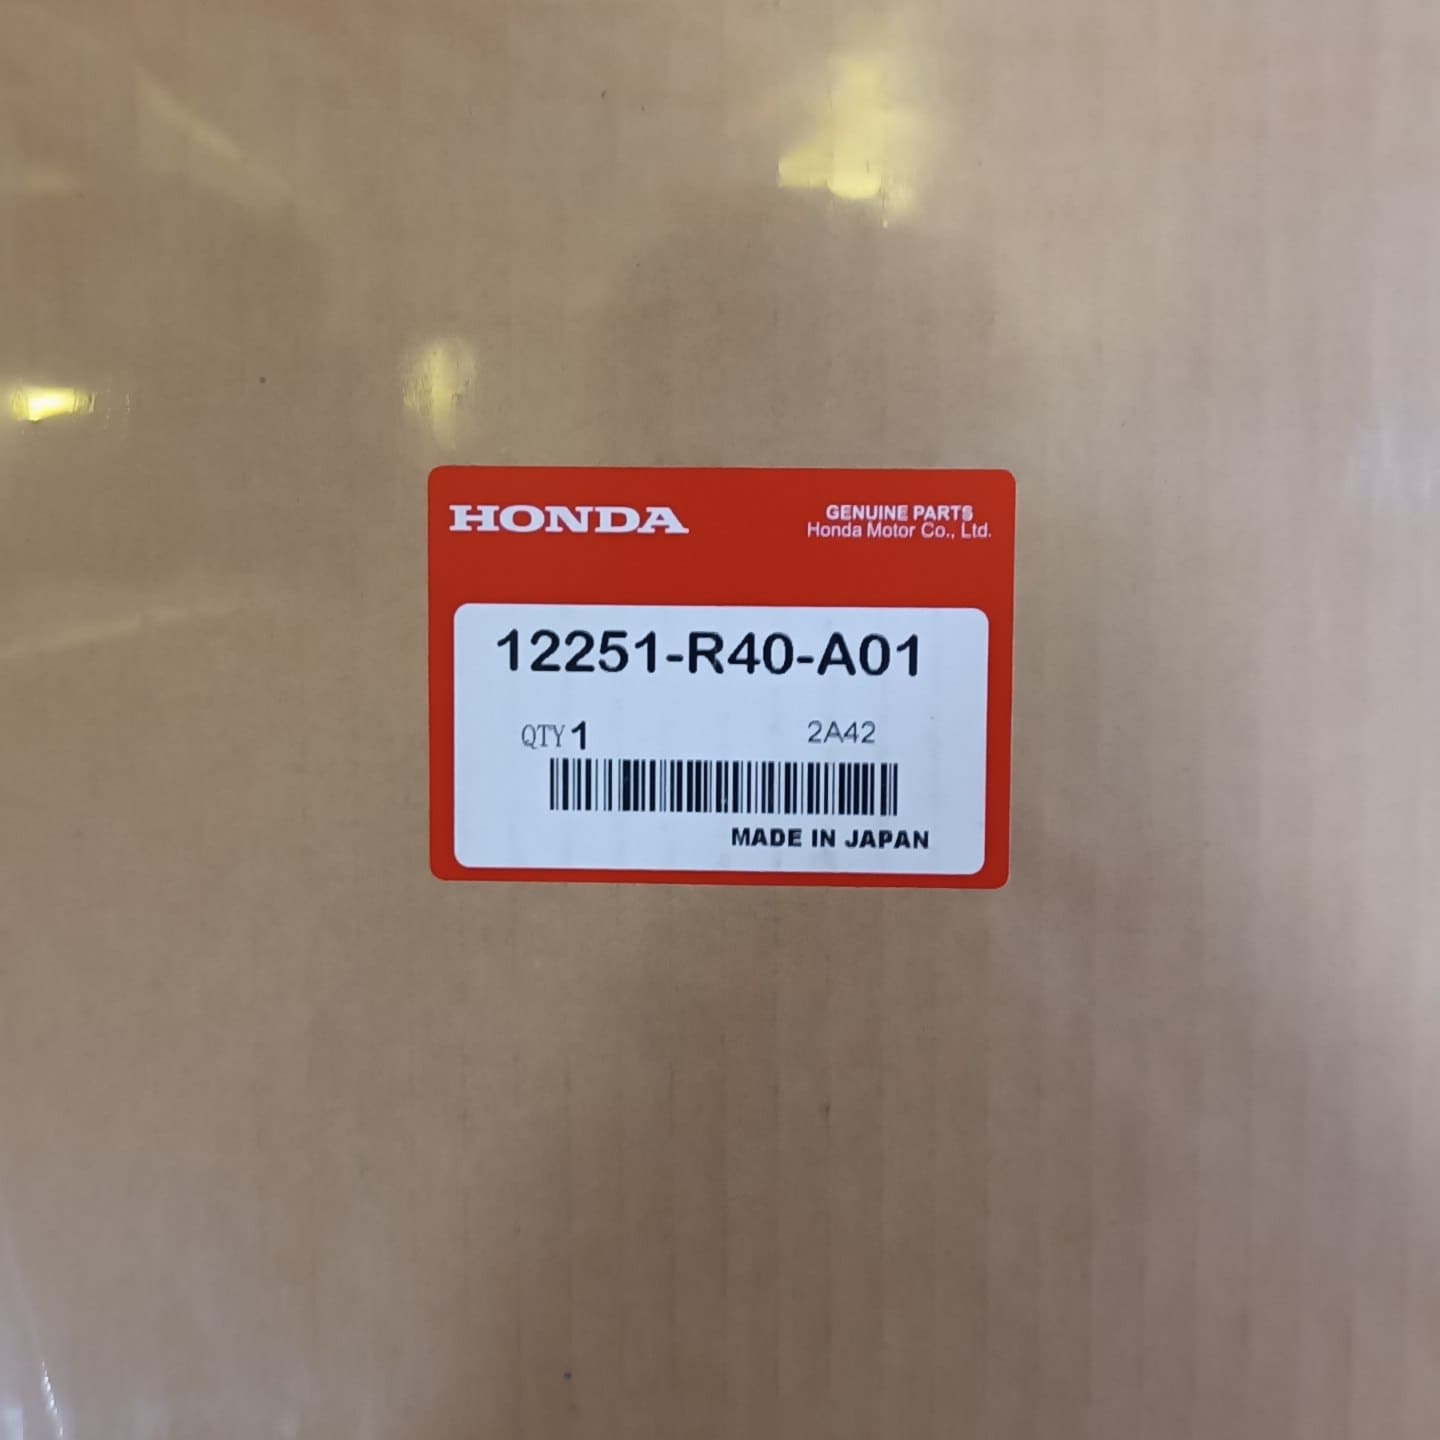 HONDA
GENUINE PARTS
Honda Motor Co., Ltd.
12251-R40-A01
QTY 1
2A42
MADE IN JAPAN